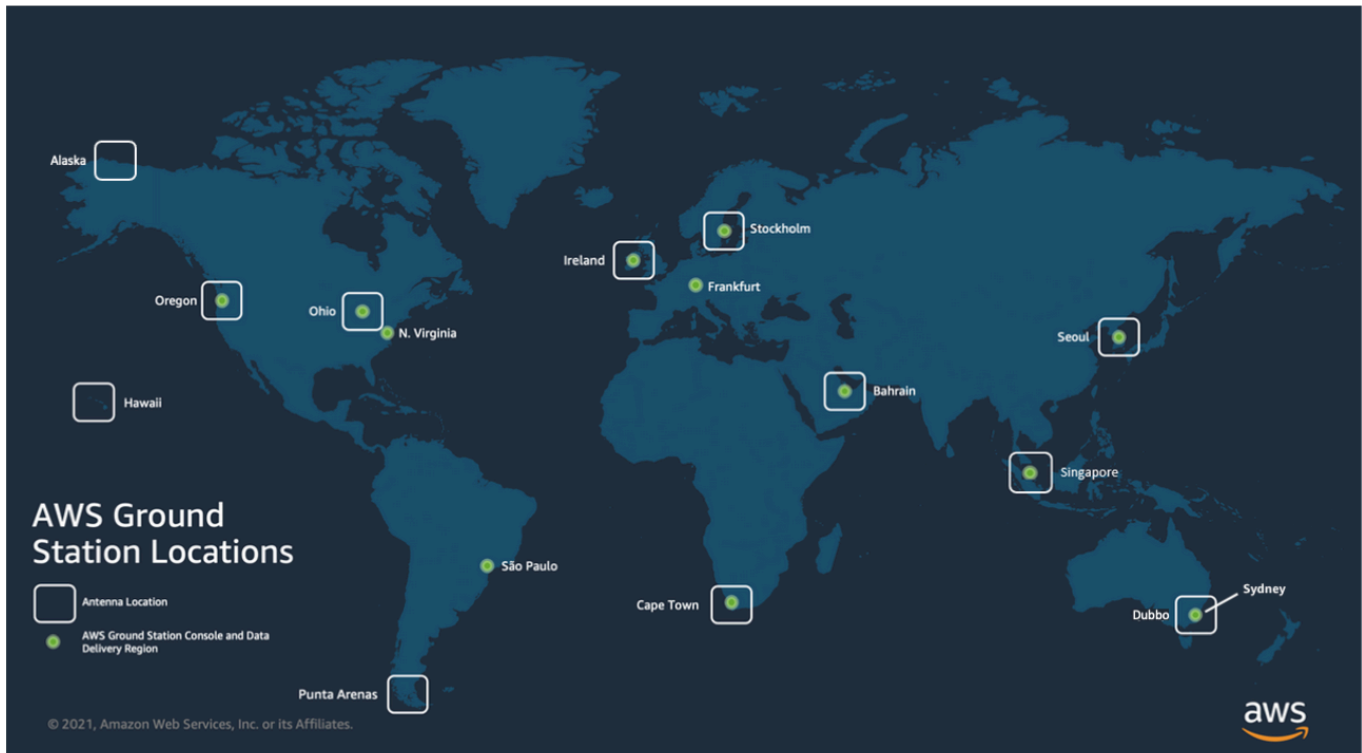 Alaska
Stockholm
Ireland
Frankfurt
Oregon
Ohio
N. Virginia
Seoul
Hawaii
Bahrain
Singapore
AWS Ground
Station Locations
São Paulo
Antenna Location
Cape Town
Sydney
Dubbo
AWS Ground Station Console and Data
Delivery Region
Punta Arenas
© 2021, Amazon Web Services, Inc. or its Affiliates.
aws